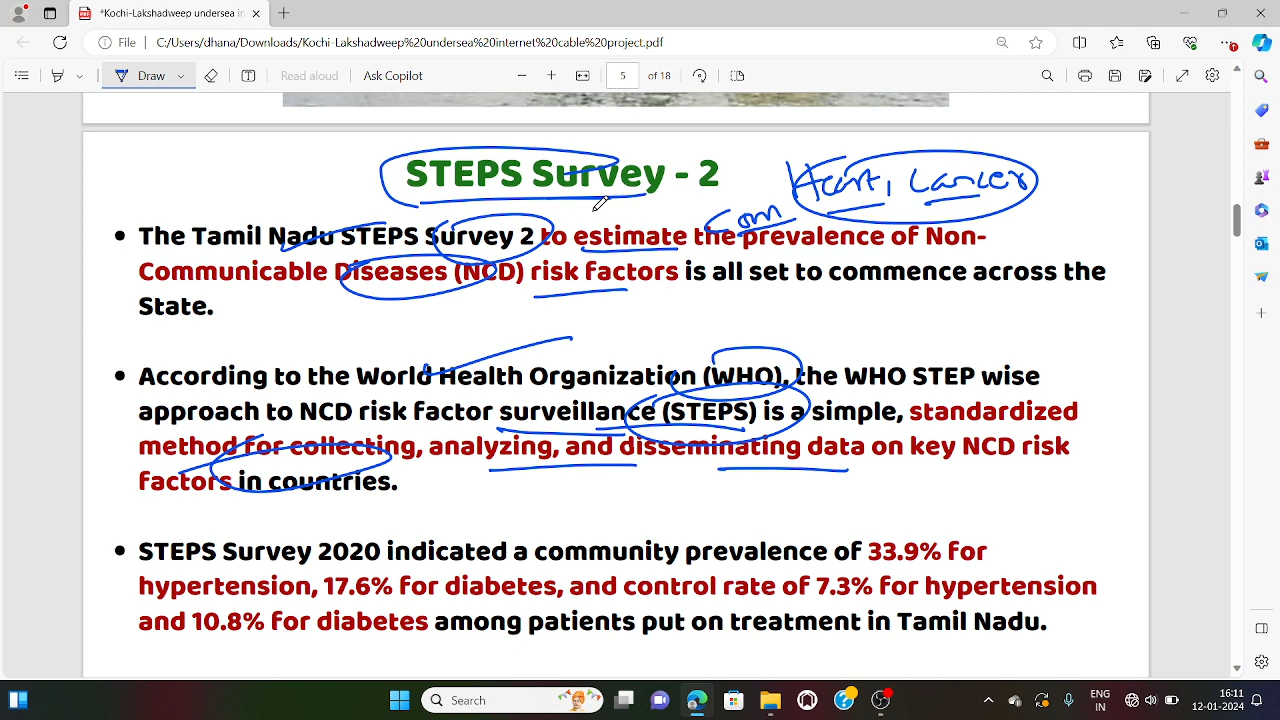 *Kochi-Lakshadweep undersea in
File
C:/Users/dhana/Downloads/Kochi-Lakshadweep%20undersea%20internet%20cable%20project.pdf
Draw
Read aloud
Ask Copilot
5 of 18
STEPS Survey - 2
Heart, Cancer
Com
• The Tamil Nadu STEPS Survey 2 to estimate the prevalence of Non-
Communicable Diseases (NCD) risk factors is all set to commence across the
State.
• According to the World Health Organization (WHO), the WHO STEP wise
approach to NCD risk factor surveillance (STEPS) is a simple, standardized
method for collecting, analyzing, and disseminating data on key NCD risk
factors in countries.
• STEPS Survey 2020 indicated a community prevalence of 33.9% for
hypertension, 17.6% for diabetes, and control rate of 7.3% for hypertension
and 10.8% for diabetes among patients put on treatment in Tamil Nadu.
Search
ENG
IN
16:11
12-01-2024